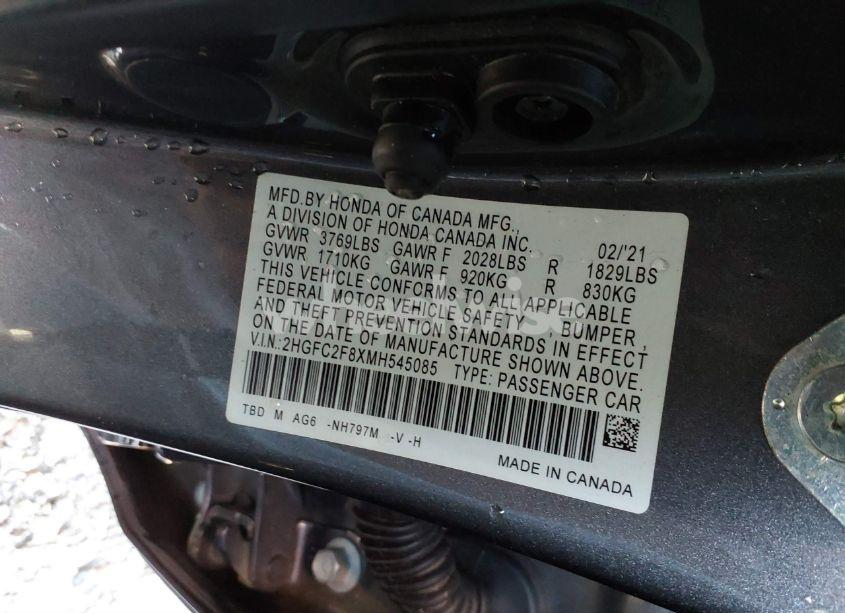 MFD.BY HONDA OF CANADA MFG.,
A DIVISION OF HONDA CANADA INC. 02/'21
GVWR 3769LBS GAWR F 2028LBS R 1829LBS
GVWR 1710KG GAWR F 920KG R 830KG
THIS VEHICLE CONFORMS TO ALL APPLICABLE
FEDERAL MOTOR VEHICLE SAFETY, BUMPER,
AND THEFT PREVENTION STANDARDS IN EFFECT
ON THE DATE OF MANUFACTURE SHOWN ABOVE.
V.I.N.:2HGFC2F8XMH545085 TYPE: PASSENGER CAR
TBD M AG6 -NH797M -V -H
MADE IN CANADA